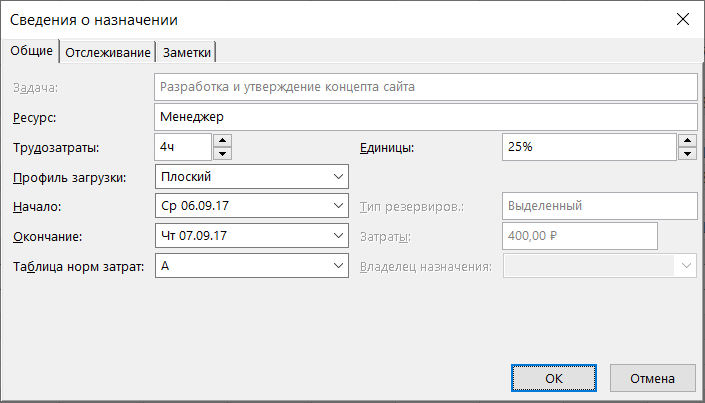 Сведения о назначении
Общие Отслеживание Заметки
Задача: Разработка и утверждение концепта сайта
Ресурс: Менеджер
Трудозатраты: 4ч Единицы: 25%
Профиль загрузки: Плоский
Начало: Ср 06.09.17 Тип резервиров.: Выделенный
Окончание: Чт 07.09.17 Затраты: 400,00 ₽
Таблица норм затрат: A Владелец назначения:
ОК Отмена